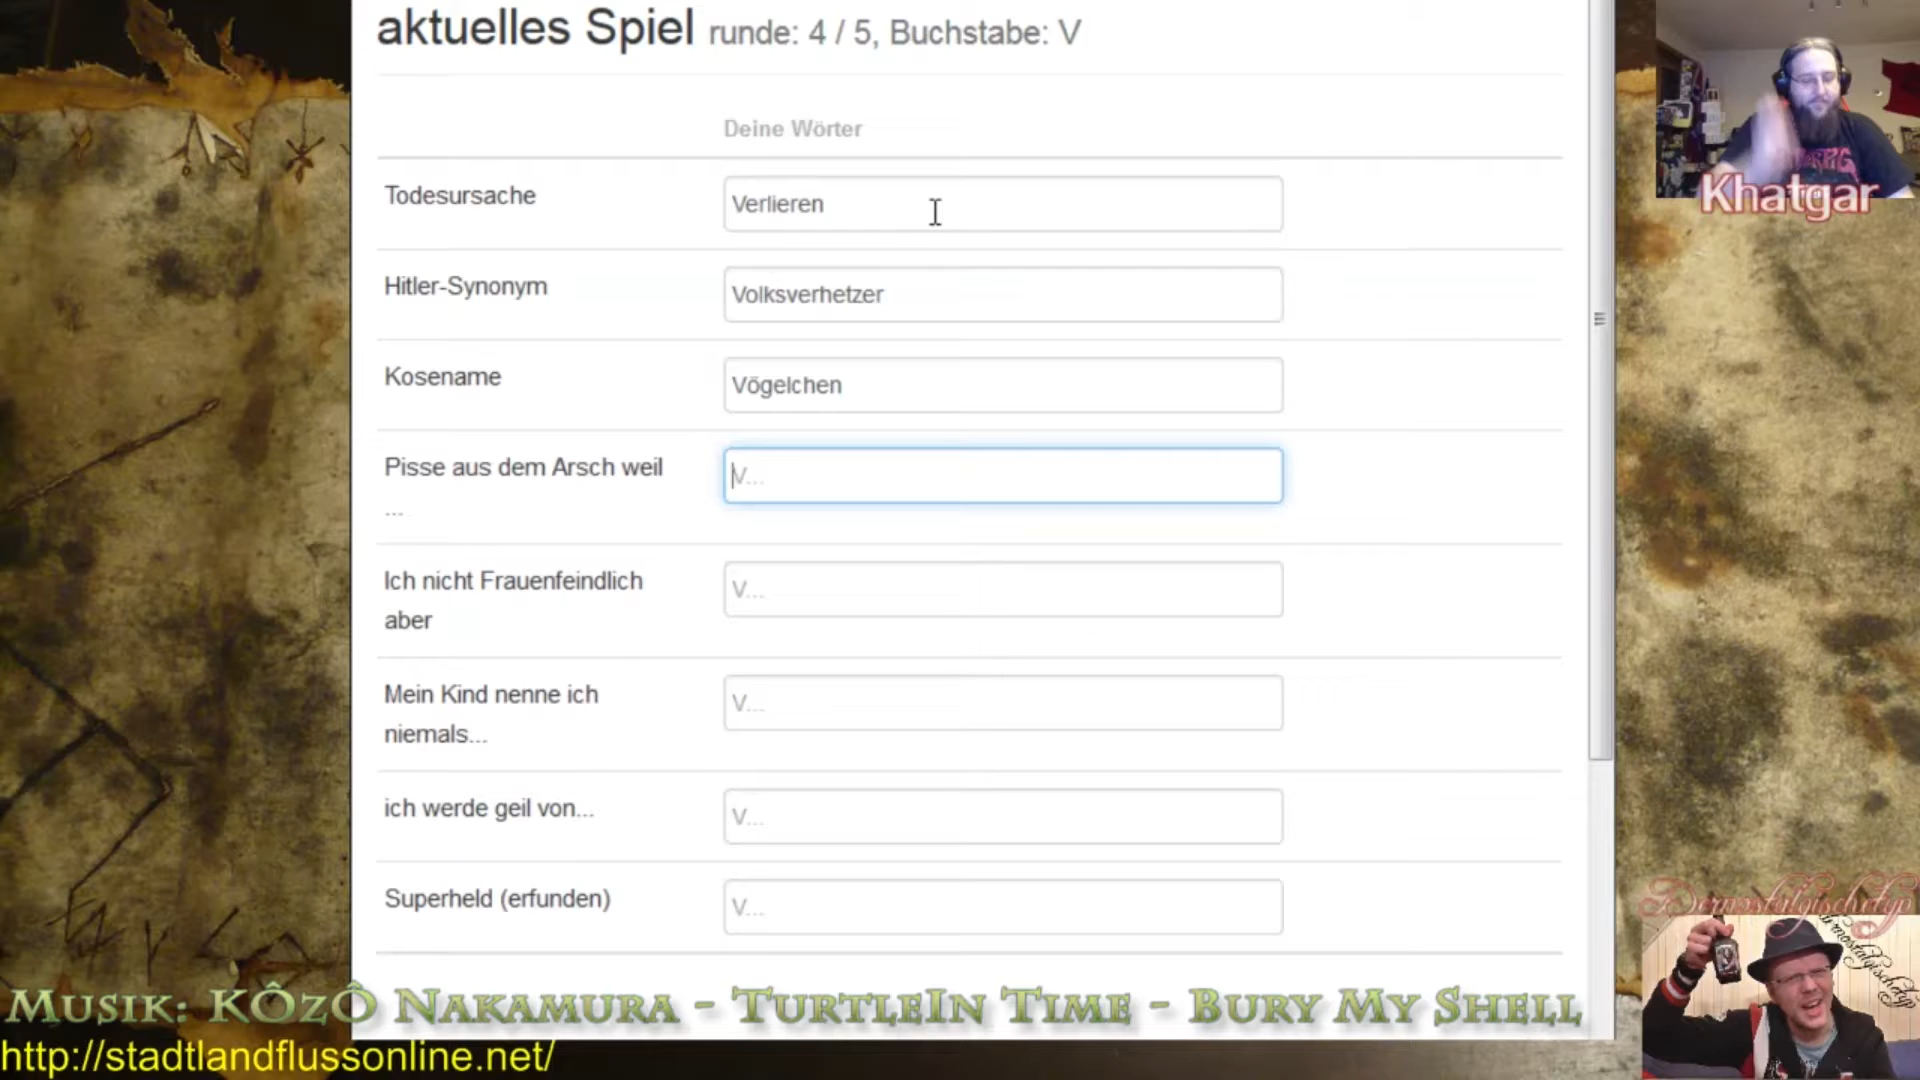 aktuelles Spiel runde: 4 / 5, Buchstabe: V
Deine Wörter
Todesursache Verlieren
Hitler-Synonym Volksverhetzer
Kosename Vögelchen
Pisse aus dem Arsch weil V...
...
Ich nicht Frauenfeindlich V...
aber
Mein Kind nenne ich V...
niemals...
ich werde geil von... V...
Superheld (erfunden) V...
Khatgar
Dernostalgischetyp
Musik: KÔzÔ Nakamura - TurtleIn Time - Bury My Shell
http://stadtlandflussonline.net/